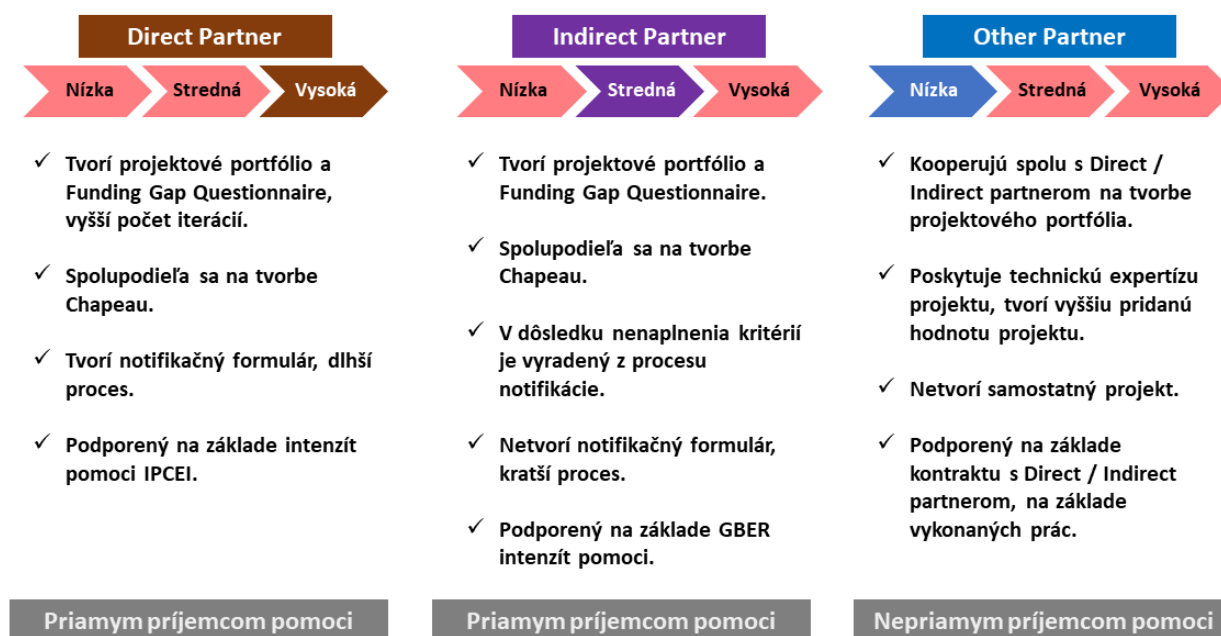 Direct Partner
Nízka
Stredná
Vysoká
Tvorí projektové portfólio a
Funding Gap Questionnaire,
vyšší počet iterácií.
Spolupodieľa sa na tvorbe
Chapeau.
Tvorí notifikačný formulár, dlhší
proces.
Podporený na základe intenzít
pomoci IPCEI.
Priamym príjemcom pomoci
Indirect Partner
Nízka
Stredná
Vysoká
Tvorí projektové portfólio a
Funding Gap Questionnaire.
Spolupodieľa sa na tvorbe
Chapeau.
V dôsledku nenaplnenia kritérií
je vyradený z procesu
notifikácie.
Netvorí notifikačný formulár,
kratší proces.
Podporený na základe GBER
intenzít pomoci.
Priamym príjemcom pomoci
Other Partner
Nízka
Stredná
Vysoká
Kooperujú spolu s Direct /
Indirect partnerom na tvorbe
projektového portfólia.
Poskytuje technickú expertízu
projektu, tvorí vyššiu pridanú
hodnotu projektu.
Netvorí samostatný projekt.
Podporený na základe
kontraktu s Direct / Indirect
partnerom, na základe
vykonaných prác.
Nepriamym príjemcom pomoci